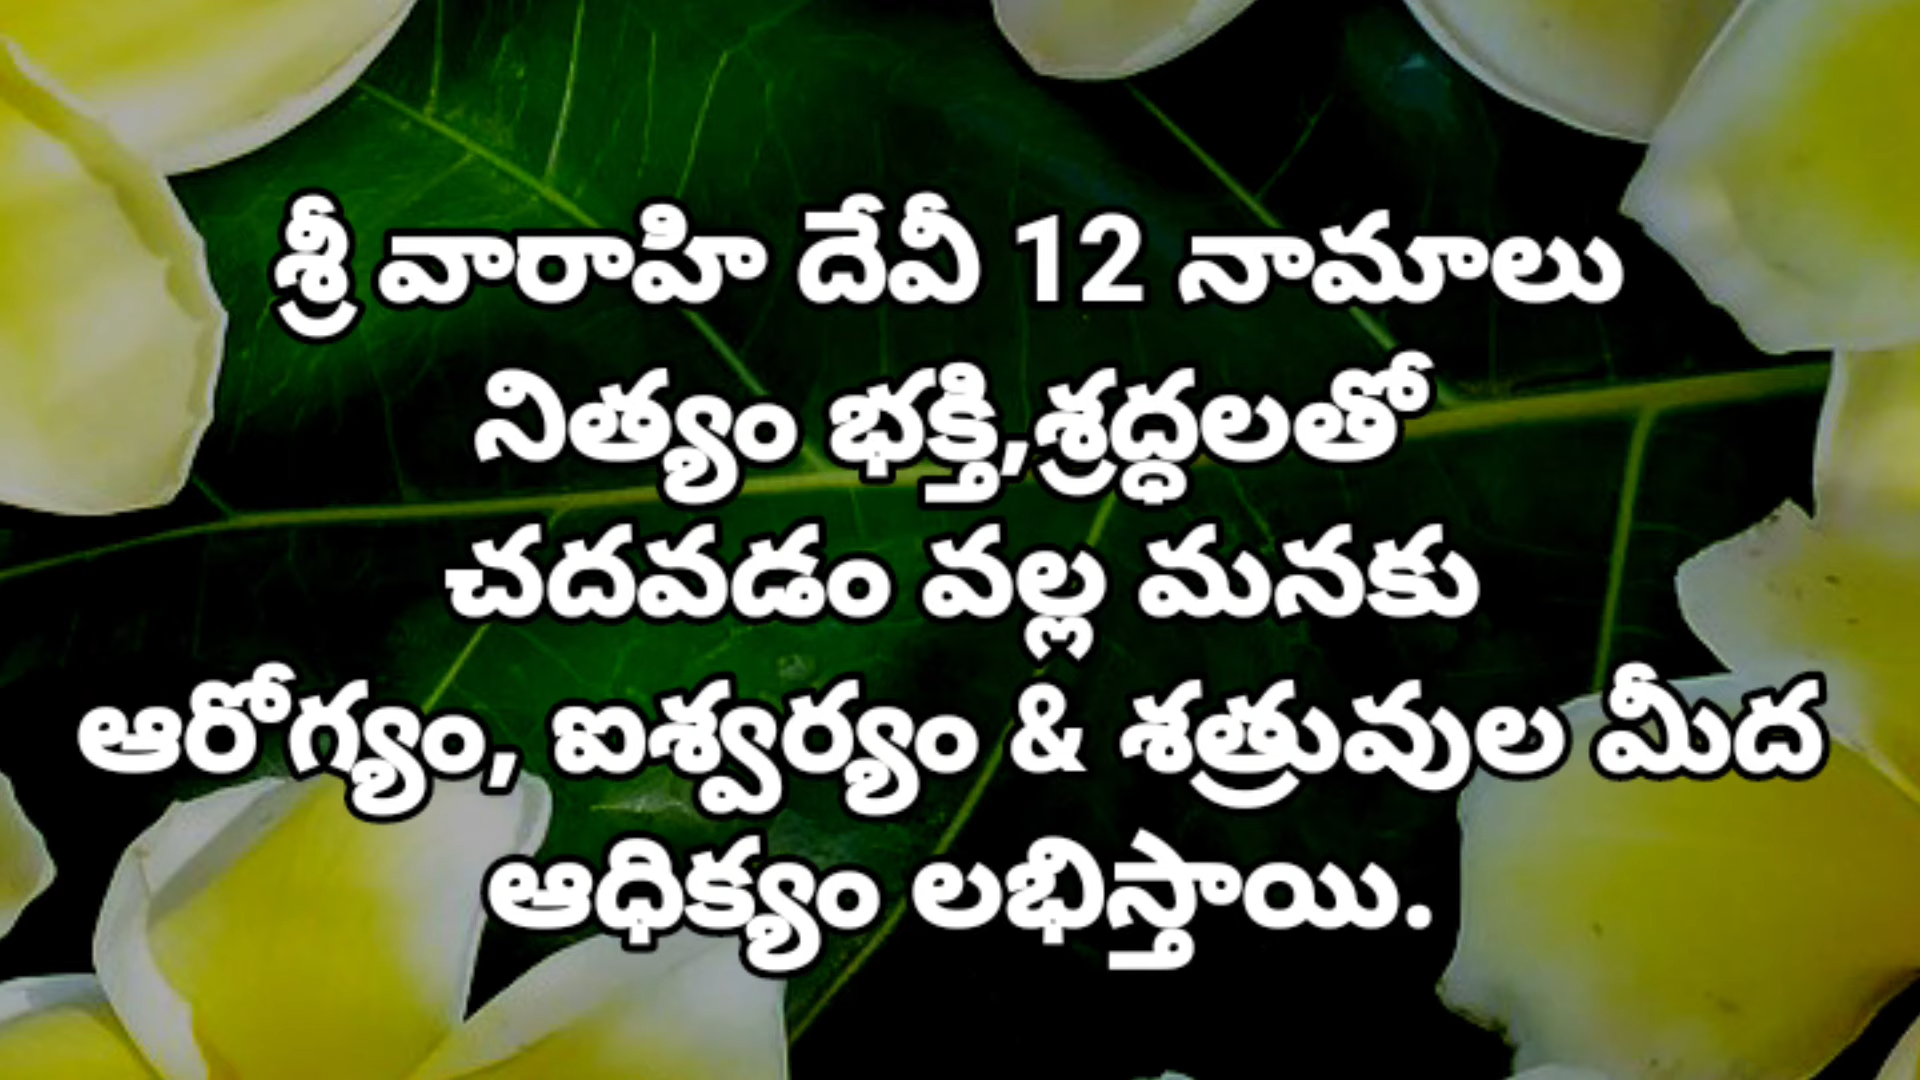 శ్రీ వారాహి దేవీ 12 నామాలు
నిత్యం భక్తి,శ్రద్ధలతో
చదవడం వల్ల మనకు
ఆరోగ్యం, ఐశ్వర్యం & శత్రువుల మీద
ఆధిక్యం లభిస్తాయి.